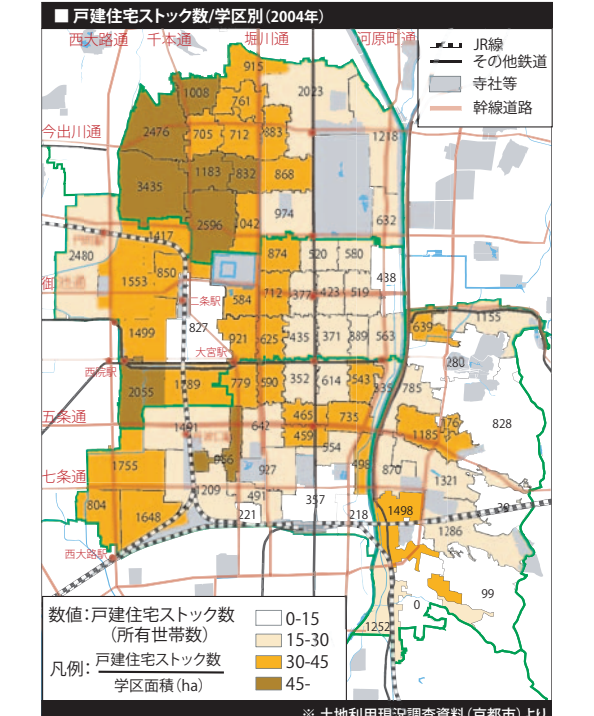 ■ 戸建住宅ストック数/学区別(2004年)
西大路通 千本通 堀川通 河原町通
JR線
その他鉄道
寺社等
幹線道路
915
1008
2023
761
今出川通
2476 705 712 883 1218
1183 832 868
3435
974
2596 1042 632
1417
2480
874 520 580
850
438
御池通
1553
712 377 423 519
584
二条駅
1155
827
639
1499
921 625 435 371 389 563
大宮駅
280
西院駅
2055 1789 779 590 352 614 543 335 785
五条通
465 735
828
1491 642 459 176
1185
554
1755 856 927 498 870
七条通
1321
1209 491 357
804
1648 221 218 1498
1286
西大路駅
99
0
1252
数値:戸建住宅ストック数
(所有世帯数)
凡例: 戸建住宅ストック数
学区面積(ha)
0-15
15-30
30-45
45-
※ 土地利用現況調査資料(京都市)より